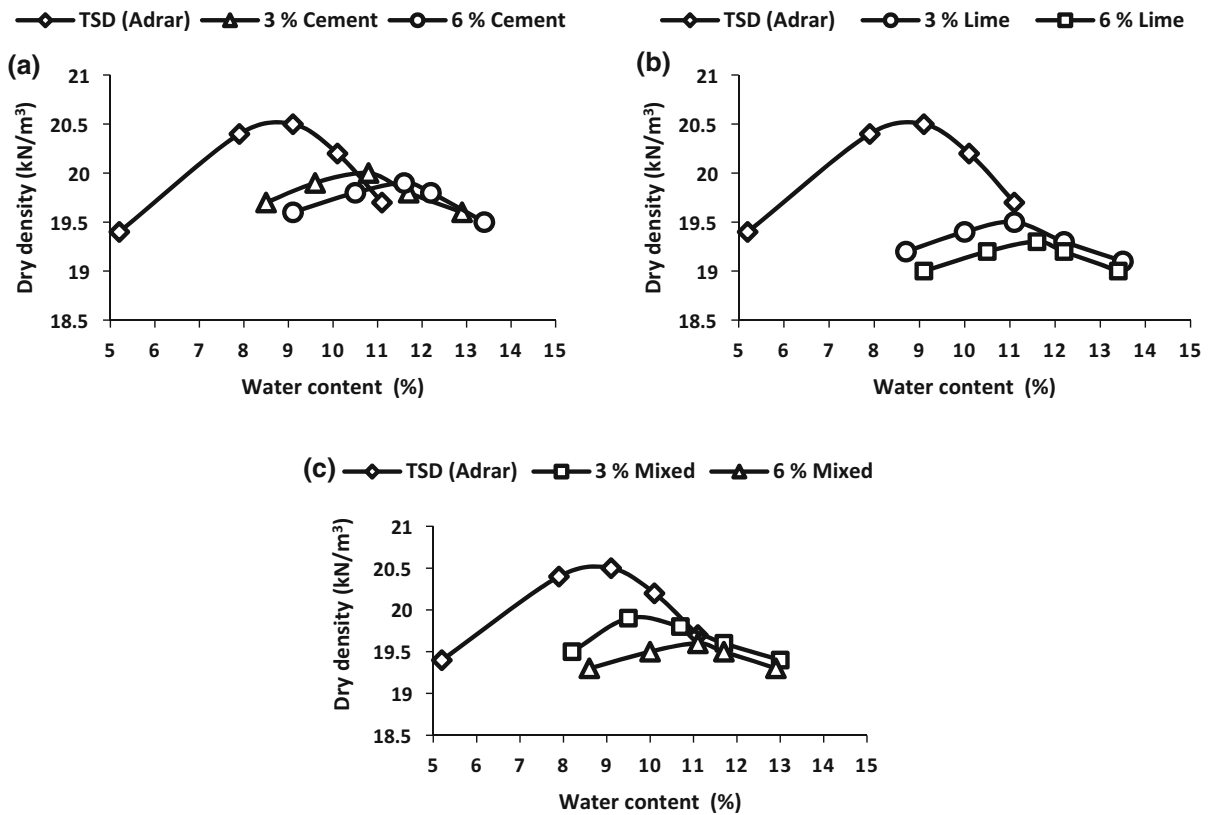 TSD (Adrar) 3 % Cement 6 % Cement
(a)
Dry density (kN/m³)
21
20.5
20
19.5
19
18.5
5 6 7 8 9 10 11 12 13 14 15
Water content (%)
TSD (Adrar) 3 % Lime 6 % Lime
(b)
Dry density (kN/m³)
21
20.5
20
19.5
19
18.5
5 6 7 8 9 10 11 12 13 14 15
Water content (%)
(c) TSD (Adrar) 3 % Mixed 6 % Mixed
Dry density (kN/m³)
21
20.5
20
19.5
19
18.5
5 6 7 8 9 10 11 12 13 14 15
Water content (%)